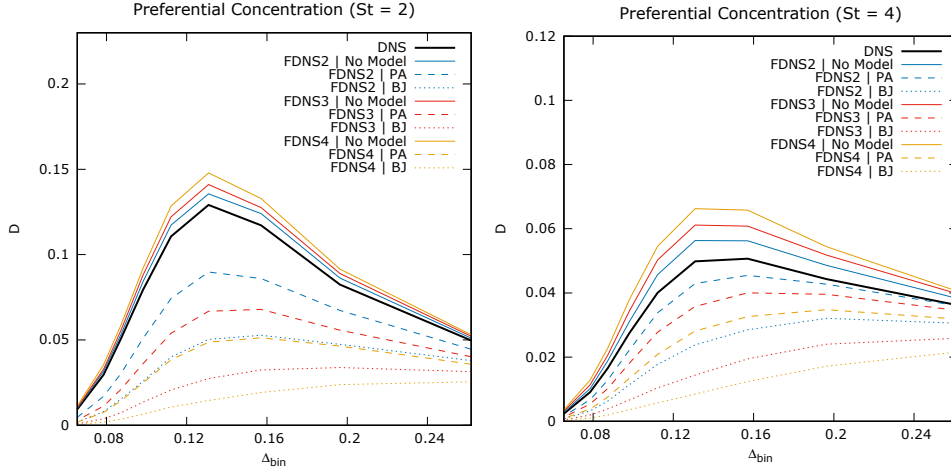 Preferential Concentration (St = 2)
DNS
FDNS2 | No Model
FDNS2 | PA
FDNS2 | BJ
FDNS3 | No Model
FDNS3 | PA
FDNS3 | BJ
FDNS4 | No Model
FDNS4 | PA
FDNS4 | BJ
0.2
0.15
0.1
0.05
0
D
0.08
0.12
0.16
0.2
0.24
Δbin
Preferential Concentration (St = 4)
DNS
FDNS2 | No Model
FDNS2 | PA
FDNS2 | BJ
FDNS3 | No Model
FDNS3 | PA
FDNS3 | BJ
FDNS4 | No Model
FDNS4 | PA
FDNS4 | BJ
0.12
0.1
0.08
0.06
0.04
0.02
0
D
0.08
0.12
0.16
0.2
0.24
Δbin